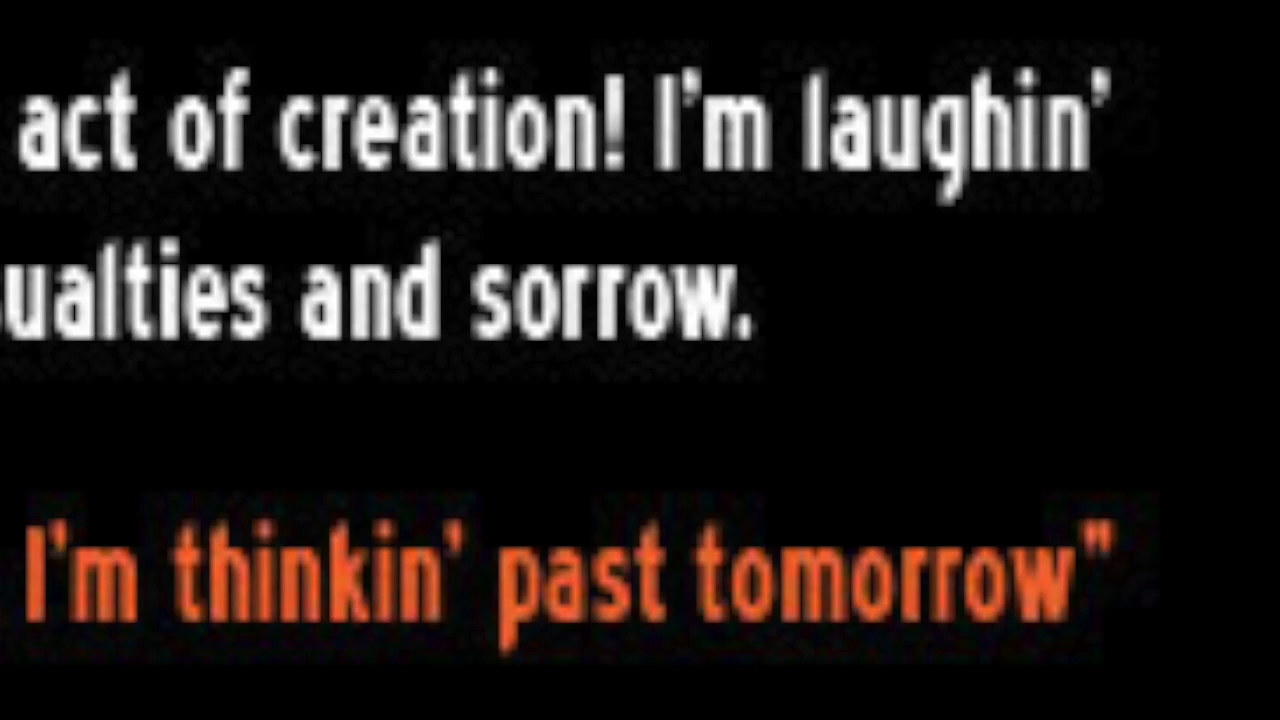 act of creation! I'm laughin'
ualties and sorrow.
I'm thinkin' past tomorrow"